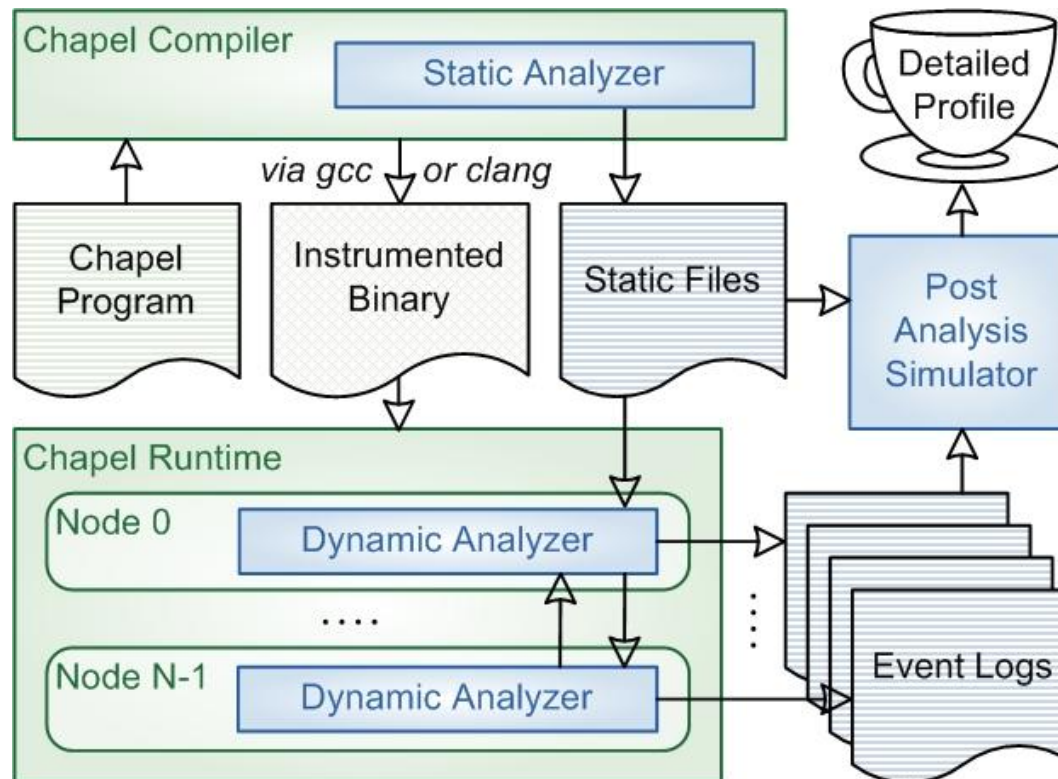 Chapel Compiler
Static Analyzer
Detailed
Profile
via gcc or clang
Chapel
Program
Instrumented
Binary
Static Files
Post
Analysis
Simulator
Chapel Runtime
Node 0
Dynamic Analyzer
....
Node N-1
Dynamic Analyzer
Event Logs